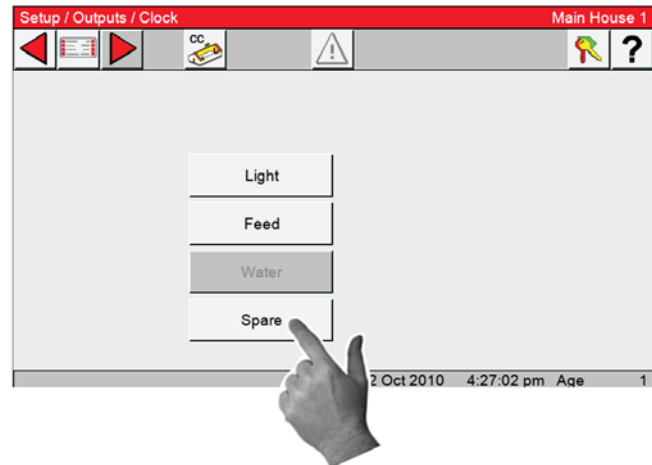 Setup / Outputs / Clock Main House 1
CC
?
Light
Feed
Water
Spare
2 Oct 2010 4:27:02 pm Age 1